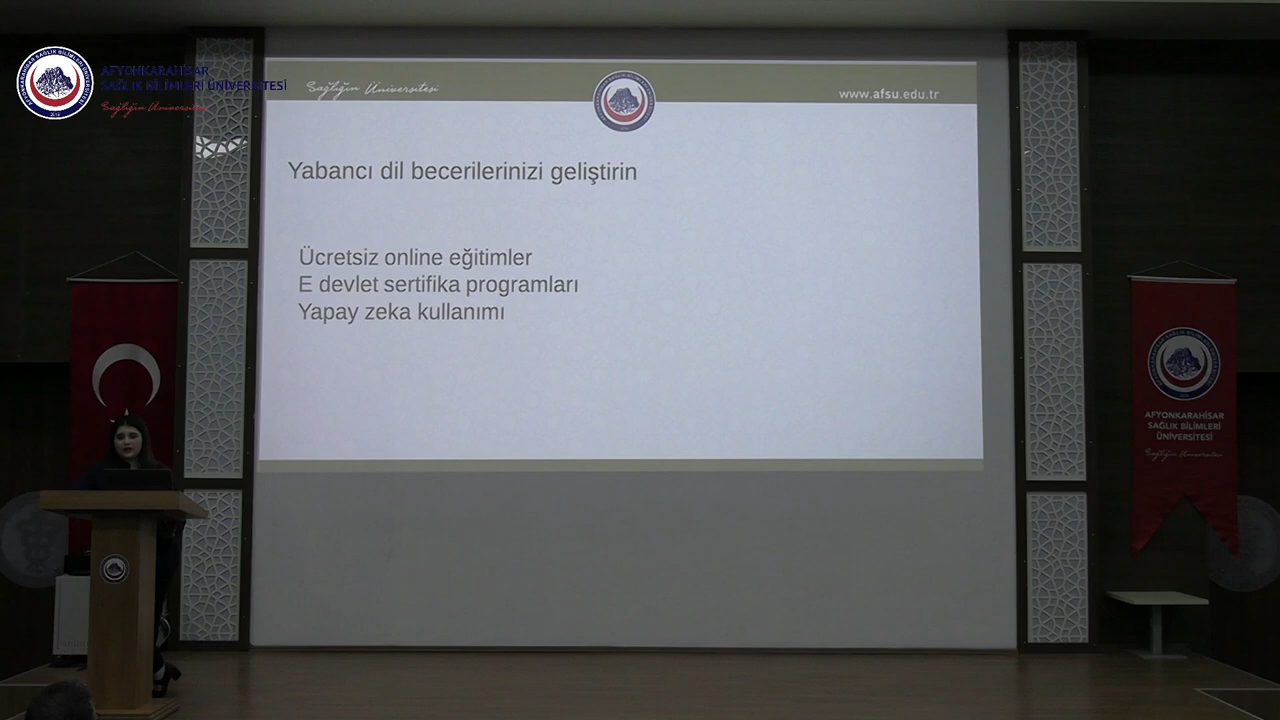 AFYONKARAHİSAR
SAĞLIK BİLİMLERİ ÜNİVERSİTESİ
Sağlığın Üniversitesi
Sağlığın Üniversitesi
www.afsu.edu.tr
Yabancı dil becerilerinizi geliştirin
Ücretsiz online eğitimler
E devlet sertifika programları
Yapay zeka kullanımı
AFYONKARAHİSAR
SAĞLIK BİLİMLERİ
ÜNİVERSİTESİ
Sağlığın Üniversitesi